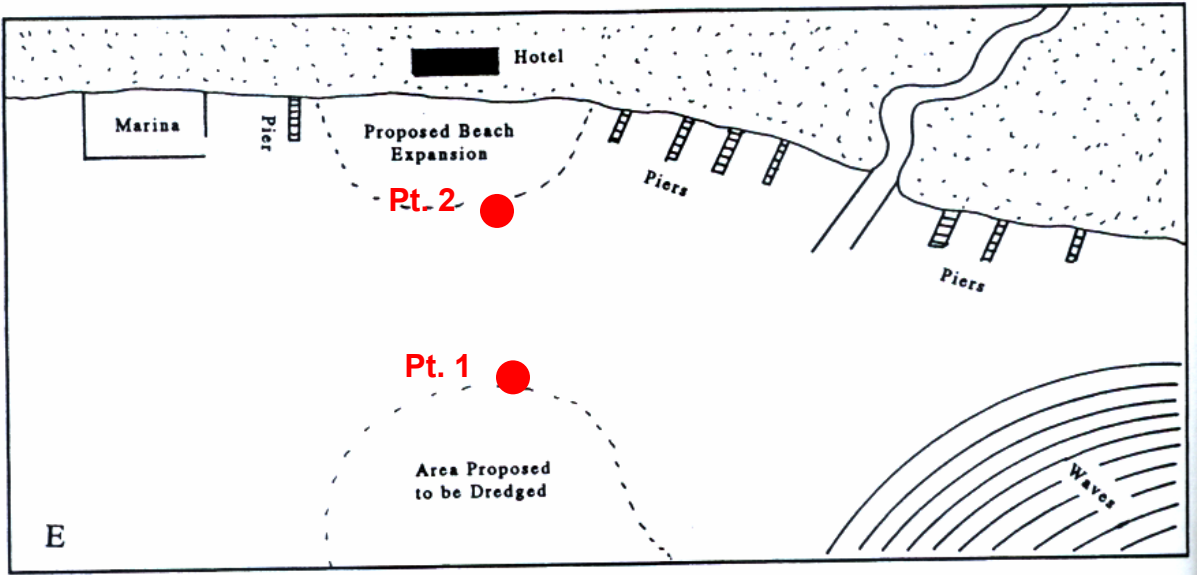 Hotel
Marina
Pier
Proposed Beach
Expansion
Piers
Pt. 2
Piers
Pt. 1
Area Proposed
to be Dredged
Waves
E